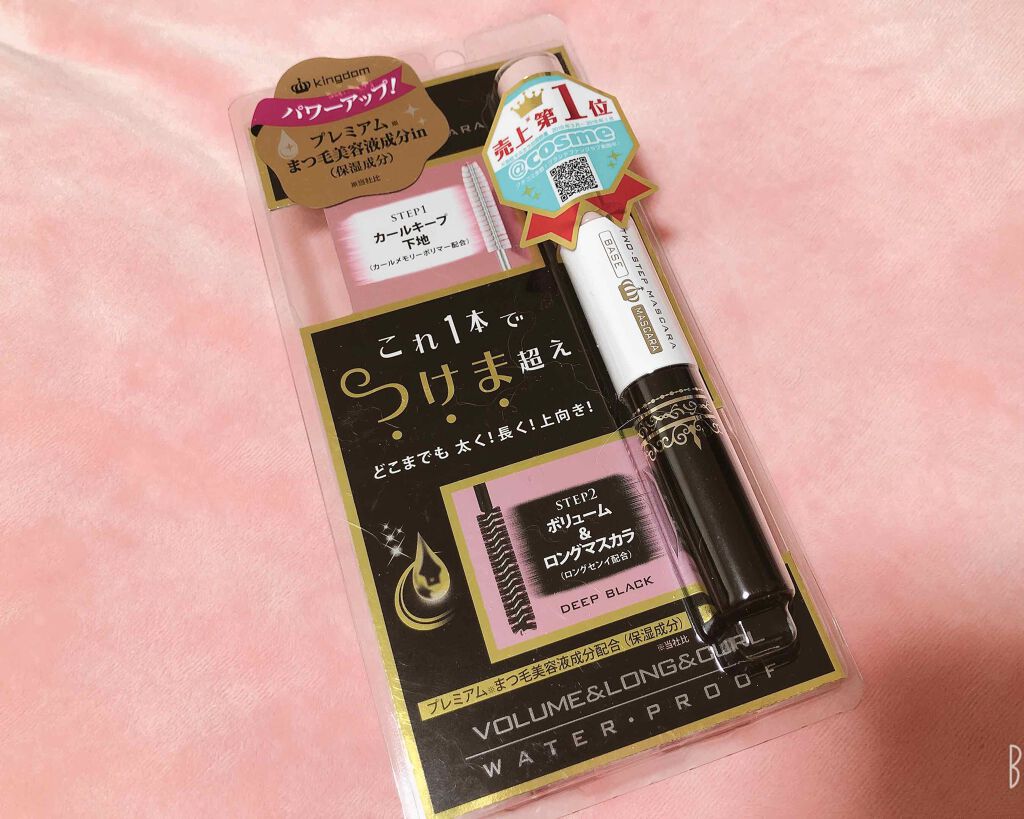 kingdom
パワーアップ!
プレミアム※
まつ毛美容液成分in
(保湿成分)
※当社比
ARA
売上第1位
@cosme
STEP1
カールキープ
下地
(カールメモリーポリマー配合)
TWO-STEP MASCARA
BASE
MASCARA
これ1本で
つけま超え
どこまでも 太く!長く!上向き!
STEP2
ボリューム
&
ロングマスカラ
(ロングセンイ配合)
DEEP BLACK
プレミアム※まつ毛美容液成分配合(保湿成分)
※当社比
VOLUME&LONG&CURL
WATER・PROOF
B